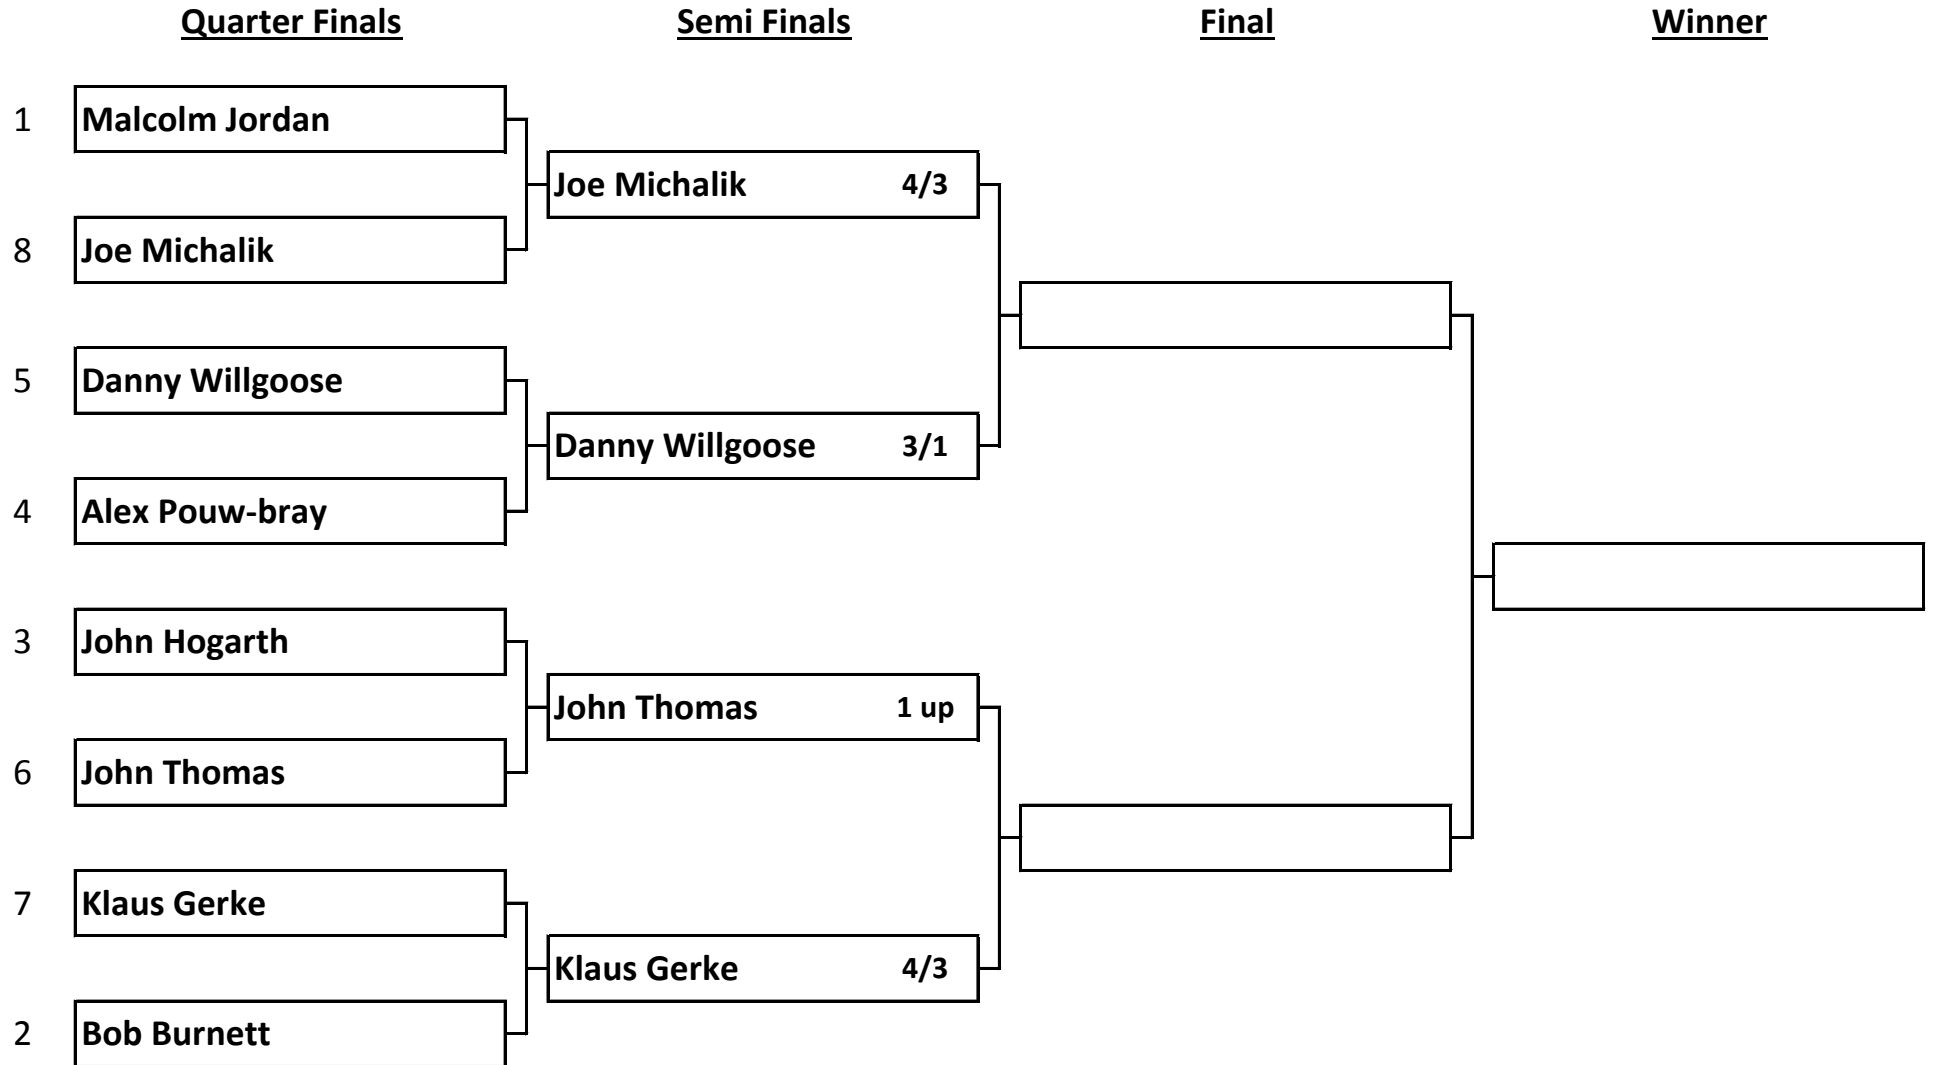 Quarter Finals Semi Finals Final Winner
1 Malcolm Jordan
Joe Michalik 4/3
8 Joe Michalik
5 Danny Willgoose
Danny Willgoose 3/1
4 Alex Pouw-bray
3 John Hogarth
John Thomas 1 up
6 John Thomas
7 Klaus Gerke
Klaus Gerke 4/3
2 Bob Burnett